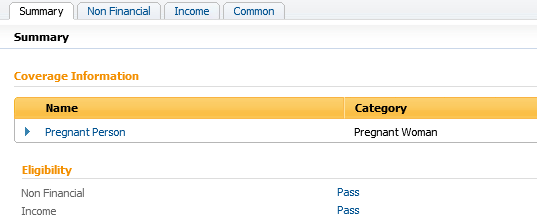 Summary Non Financial Income Common
Summary
Coverage Information
Name Category
Pregnant Person Pregnant Woman
Eligibility
Non Financial Pass
Income Pass